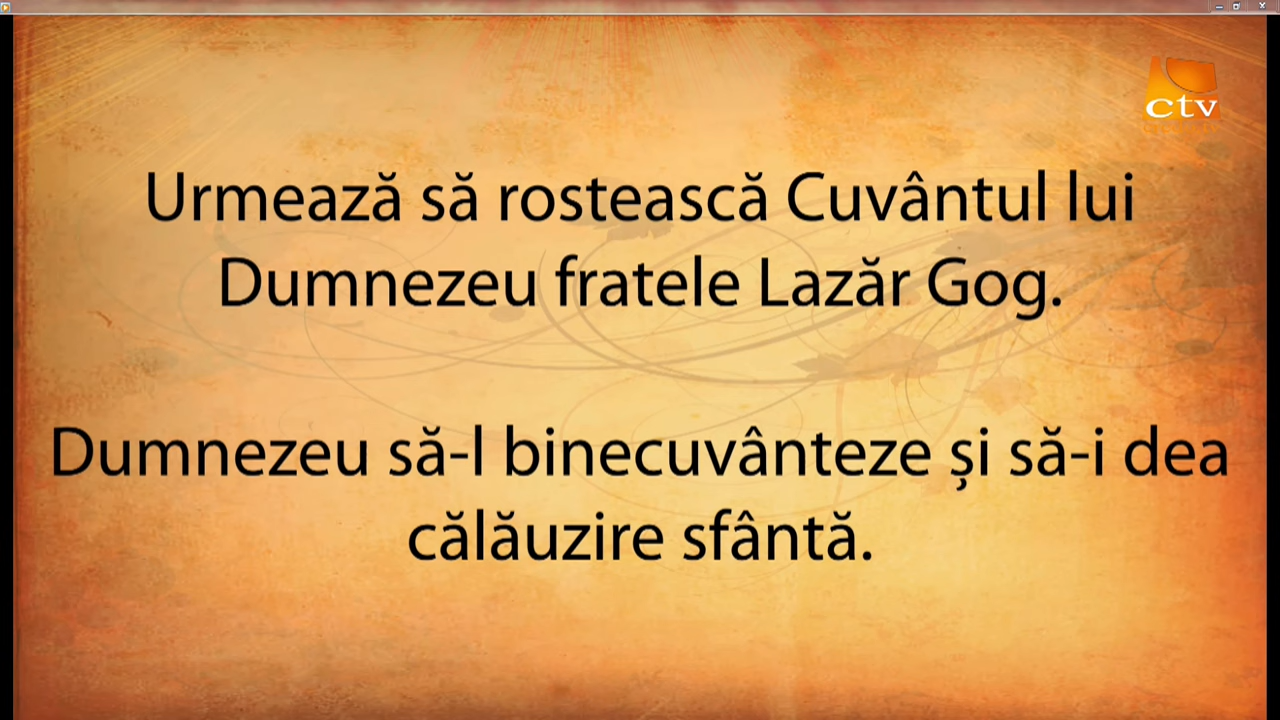 ctv
Urmează să rostească Cuvântul lui
Dumnezeu fratele Lazăr Gog.
Dumnezeu să-l binecuvânteze și să-i dea
călăuzire sfântă.